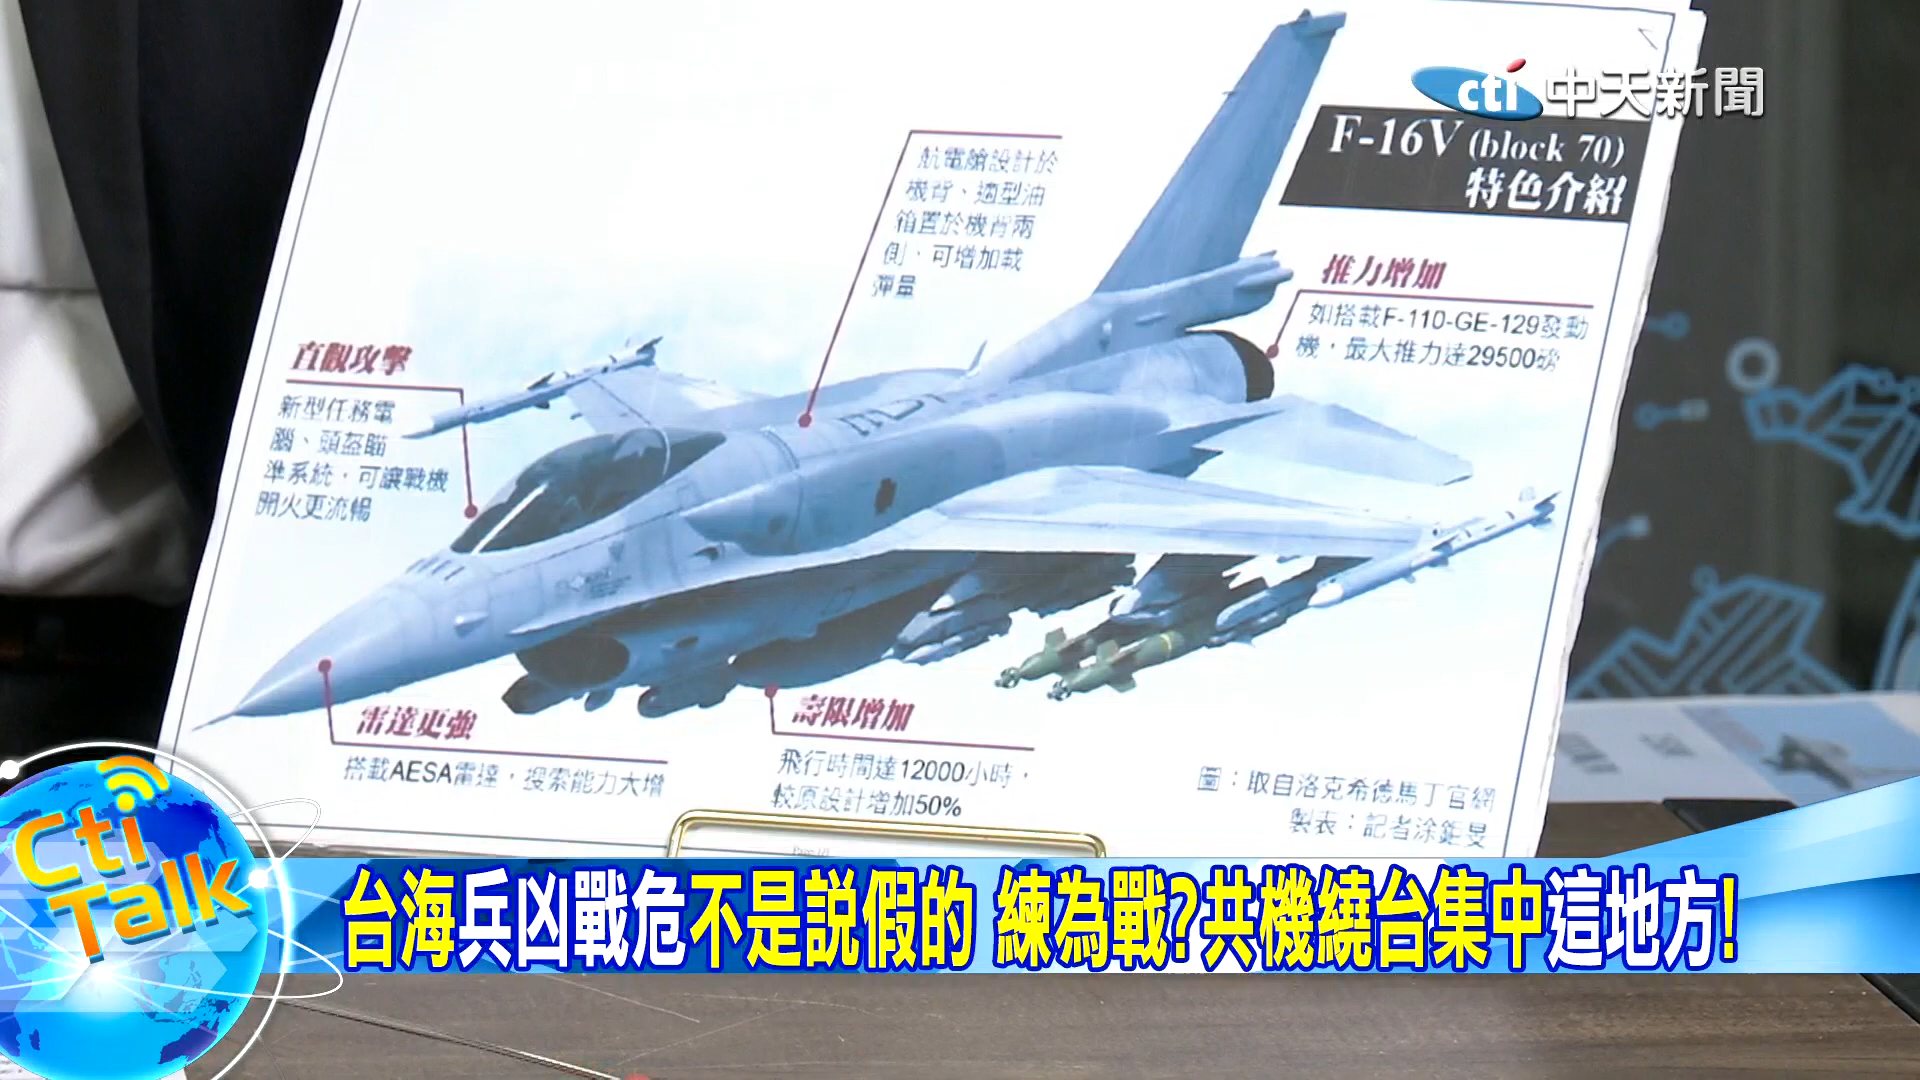 cti 中天新聞
F-16V (block 70)
特色介紹
航電艙設計於
機背、適型油
箱置於機背兩
側、可增加載
彈量
推力增加
如搭載F-110-GE-129發動
機，最大推力達29500磅
直觀攻擊
新型任務電
腦、頭盔瞄
準系統，可讓戰機
開火更流暢
雷達更強
搭載AESA雷達，搜索能力大增
壽限增加
飛行時間達12000小時，
較原設計增加50%
圖：取自洛克希德馬丁官網
製表：記者涂鉅旻
Cti
Talk
台海兵凶戰危不是説假的 練為戰?共機繞台集中這地方!